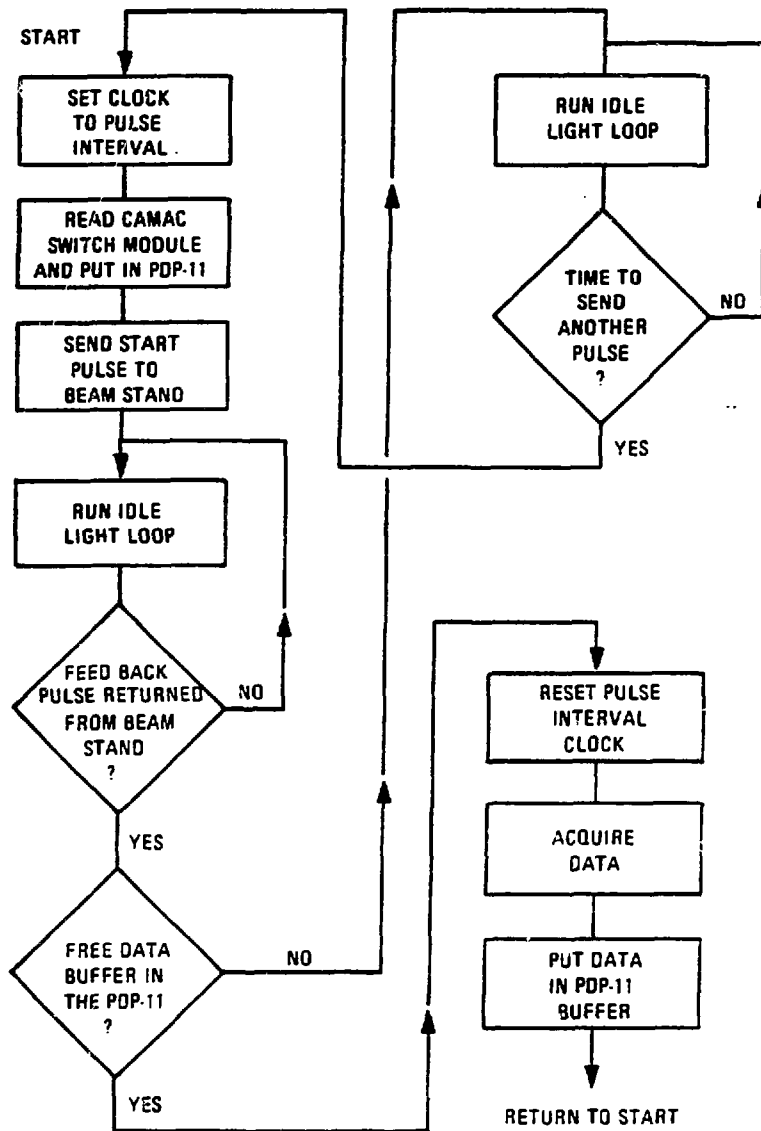 START
SET CLOCK
TO PULSE
INTERVAL
READ CAMAC
SWITCH MODULE
AND PUT IN PDP-11
SEND START
PULSE TO
BEAM STAND
RUN IDLE
LIGHT LOOP
FEED BACK
PULSE RETURNED
FROM BEAM
STAND
?
NO
YES
FREE DATA
BUFFER IN
THE PDP-11
?
NO
YES
RUN IDLE
LIGHT LOOP
TIME TO
SEND
ANOTHER
PULSE
?
NO
YES
RESET PULSE
INTERVAL
CLOCK
ACQUIRE
DATA
PUT DATA
IN PDP-11
BUFFER
RETURN TO START